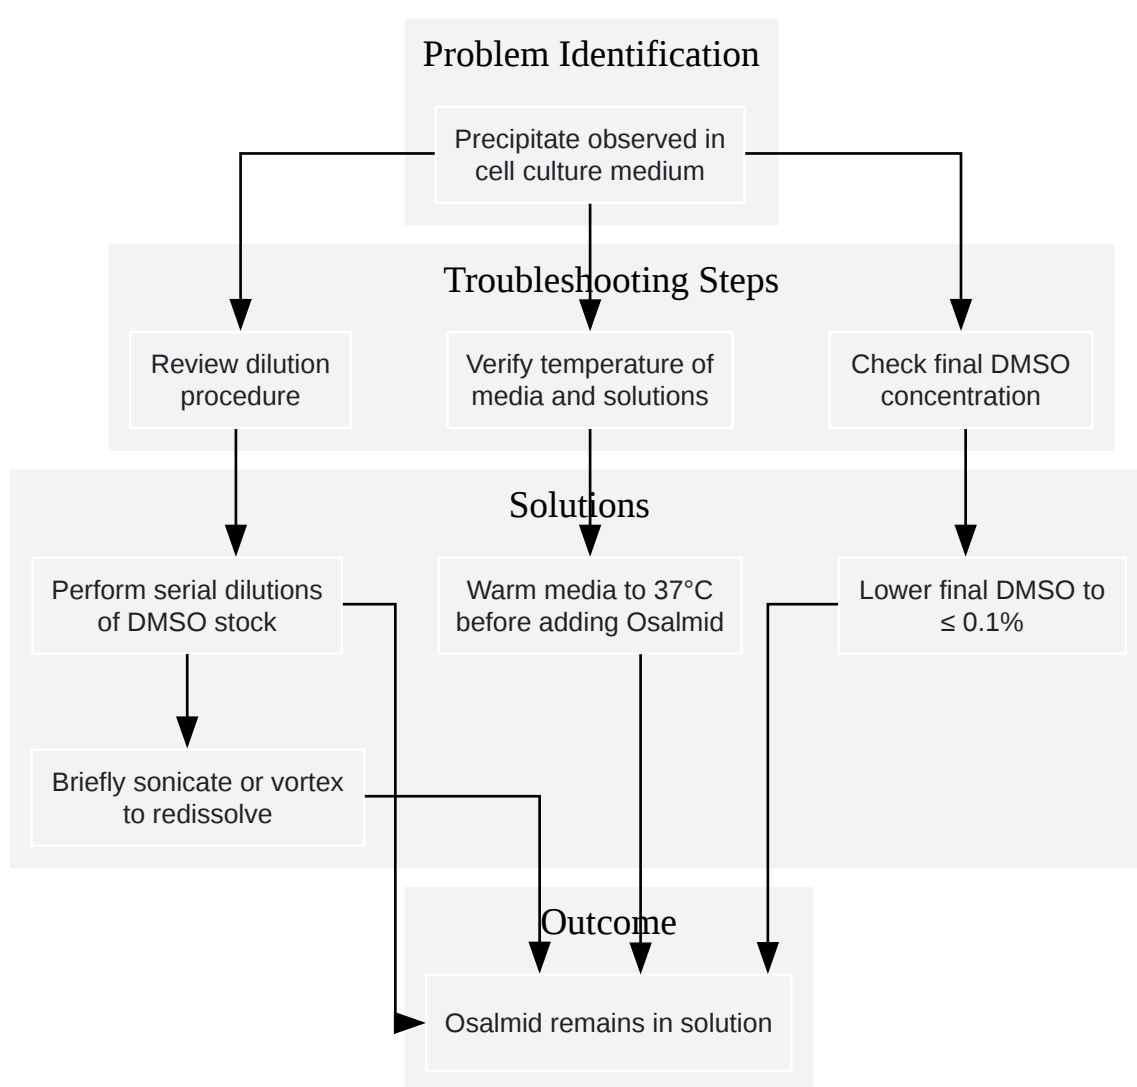 Problem Identification
Precipitate observed in
cell culture medium
Troubleshooting Steps
Review dilution
procedure
Verify temperature of
media and solutions
Check final DMSO
concentration
Solutions
Perform serial dilutions
of DMSO stock
Warm media to 37°C
before adding Osalmid
Lower final DMSO to
≤ 0.1%
Briefly sonicate or vortex
to redissolve
Outcome
Osalmid remains in solution